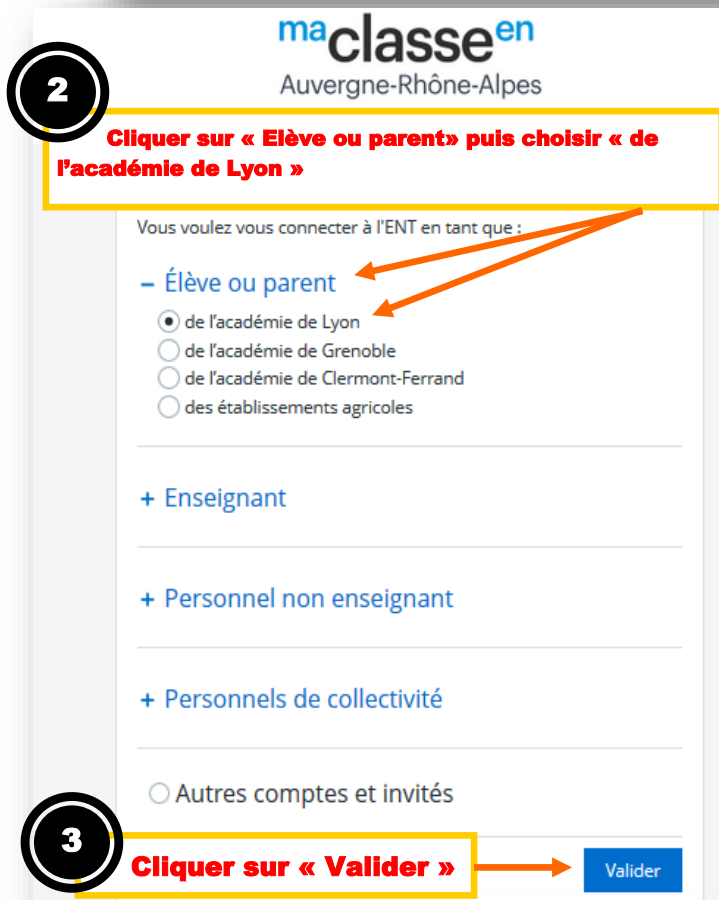 ma classe en
Auvergne-Rhône-Alpes
2
Cliquer sur « Elève ou parent» puis choisir « de
l'académie de Lyon »
Vous voulez vous connecter à l'ENT en tant que :
– Élève ou parent
de l'académie de Lyon
de l'académie de Grenoble
de l'académie de Clermont-Ferrand
des établissements agricoles
+ Enseignant
+ Personnel non enseignant
+ Personnels de collectivité
Autres comptes et invités
3
Cliquer sur « Valider »
Valider